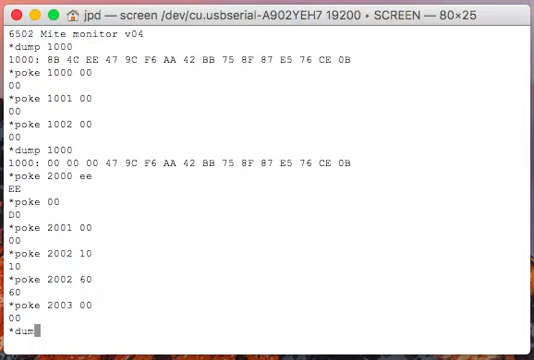 jpd — screen /dev/cu.usbserial-A902YEH7 19200 ▸ SCREEN — 80×25
6502 Mite monitor v04
*dump 1000
1000: 8B 4C EE 47 9C F6 AA 42 BB 75 8F 87 E5 76 CE 0B
*poke 1000 00
00
*poke 1001 00
00
*poke 1002 00
00
*dump 1000
1000: 00 00 00 47 9C F6 AA 42 BB 75 8F 87 E5 76 CE 0B
*poke 2000 ee
EE
*poke 00
D0
*poke 2001 00
00
*poke 2002 10
10
*poke 2002 60
60
*poke 2003 00
00
*dum